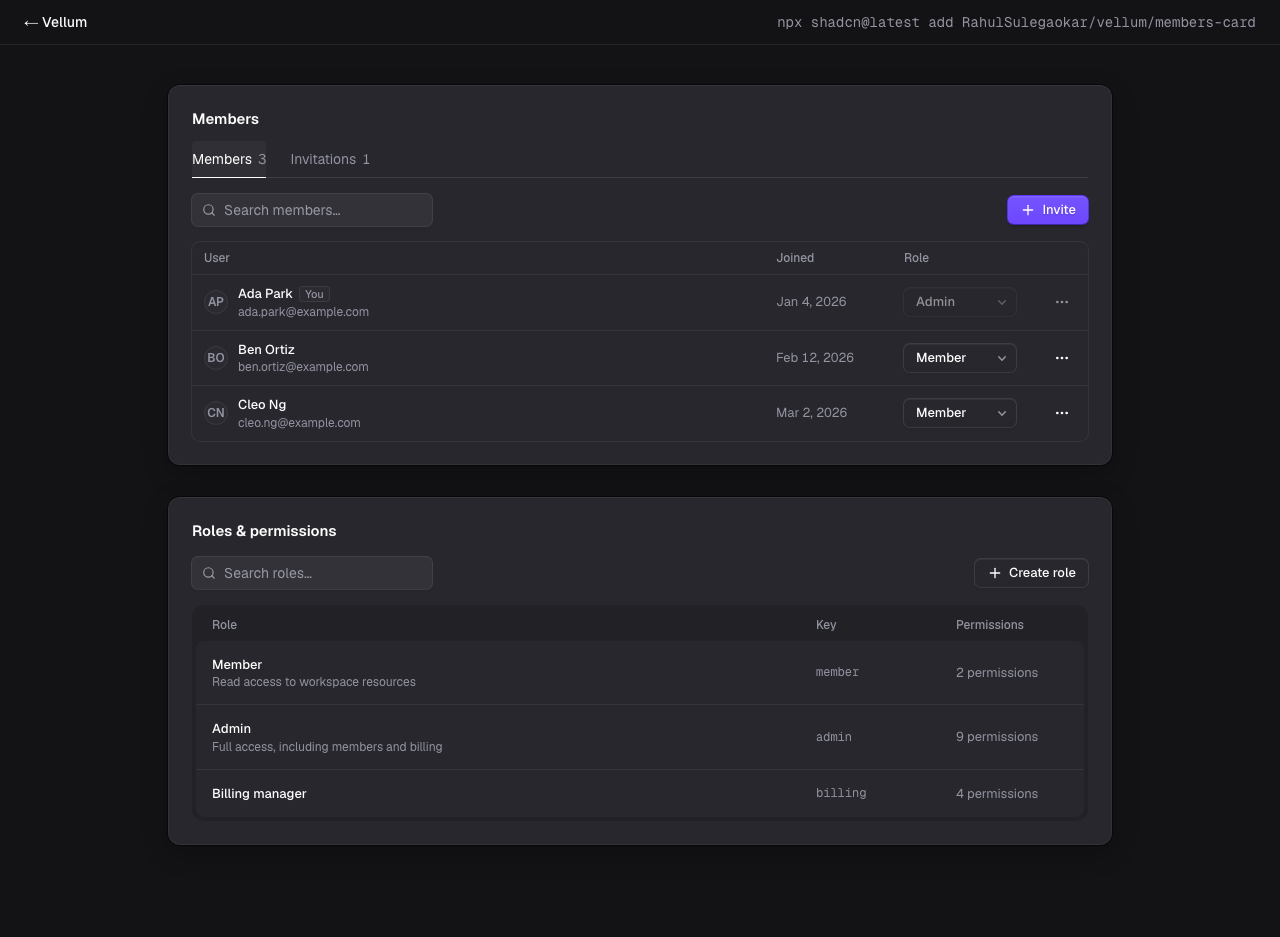 ← Vellum
npx shadcn@latest add RahulSulegaokar/vellum/members-card
Members
Members 3 Invitations 1
Search members…
+ Invite
User Joined Role
AP Ada Park You
ada.park@example.com
Jan 4, 2026 Admin
BO Ben Ortiz
ben.ortiz@example.com
Feb 12, 2026 Member
CN Cleo Ng
cleo.ng@example.com
Mar 2, 2026 Member
Roles & permissions
Search roles…
+ Create role
Role Key Permissions
Member
Read access to workspace resources
member 2 permissions
Admin
Full access, including members and billing
admin 9 permissions
Billing manager billing 4 permissions